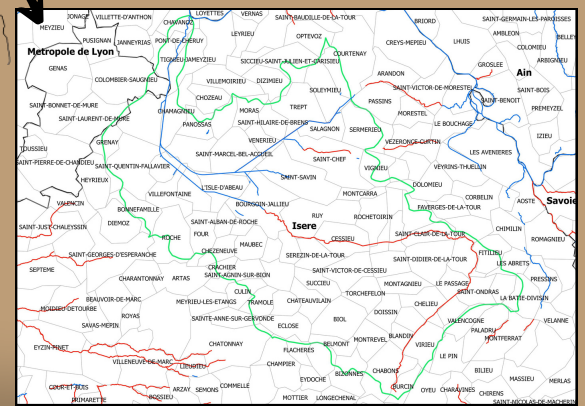 JONAGE
VILLETTE-D'ANTHON
LOYETTES
VERNAS
SAINT-BAUDILLE-DE-LA-TOUR
BRIORD
SAINT-GERMAIN-LES-PAROISSES
MEYZIEU
CHAVANOZ
AMBLEON
PUSIGNAN
JANNEYRIAS
PONT-DE-CHERUY
LEYRIEU
OPTEVOZ
CREYS-MEPIEU
LHUIS
COLOMIEU
BELLEY
Metropole de Lyon
TIGNIEU-JAMEYZIEU
SICCIEU-SAINT-JULIEN-ET-CARISIEU
COURTENAY
GROSLEE
ARBIGNIEU
GENAS
COLOMBIER-SAUGNIEU
VILLEMOIRIEU
DIZIMIEU
ARANDON
Ain
SOLEYMIEU
SAINT-VICTOR-DE-MORESTEL
SAINT-BOIS
SAINT-BONNET-DE-MURE
CHOZEAU
MORAS
TREPT
PASSINS
SAINT-BENOIT
PREMEYZEL
SAINT-LAURENT-DE-MURE
CHAMAGNIEU
PANOSSAS
SAINT-HILAIRE-DE-BRENS
SALAGNON
SERMERIEU
MORESTEL
LE BOUCHAGE
IZIEU
TOUSSIEU
GRENAY
VENERIEU
VEZERONCE-CURTIN
SAINT-PIERRE-DE-CHANDIEU
SAINT-QUENTIN-FALLAVIER
SAINT-MARCEL-BEL-ACCUEIL
SAINT-CHEF
VIGNIEU
VEYRINS-THUELLIN
LES AVENIERES
HEYRIEUX
SAINT-SAVIN
DOLOMIEU
VILLEFONTAINE
L'ISLE-D'ABEAU
MONTCARRA
CORBELIN
AOSTE
Savoie
VALENCIN
BONNEFAMILLE
BOURGOIN-JALLIEU
FAVERGES-DE-LA-TOUR
SAINT-JUST-CHALEYSSIN
DIEMOZ
SAINT-ALBAN-DE-ROCHE
RUY
ROCHETOIRIN
CHIMILIN
ROCHE
FOUR
Isere
CESSIEU
SAINT-CLAIR-DE-LA-TOUR
ROMAGNIEU
SAINT-GEORGES-D'ESPERANCHE
CHEZENEUVE
MAUBEC
SEREZIN-DE-LA-TOUR
SAINT-DIDIER-DE-LA-TOUR
FITILIEU
LES ABRETS
SEPTEME
CHARANTONNAY
ARTAS
CRACHIER
SAINT-AGNIN-SUR-BION
SAINT-VICTOR-DE-CESSIEU
PRESSINS
SUCCIEU
MONTAGNIEU
LE PASSAGE
BEAUVOIR-DE-MARC
MEYRIEU-LES-ETANGS
CULIN
TRAMOLE
CHATEAUVILAIN
TORCHEFELON
SAINT-ONDRAS
LA BATIE-DIVISIN
MOIDIEU-DETOURBE
CHELIEU
ROYAS
SAINTE-ANNE-SUR-GERVONDE
BIOL
DOISSIN
VALENCOGNE
VELANNE
SAVAS-MEPIN
ECLOSE
PALADRU
EYZIN-PINET
CHATONNAY
BELMONT
MONTREVEL
BLANDIN
VIRIEU
MONTFERRAT
FLACHERES
LE PIN
VILLENEUVE-DE-MARC
LIEUDIEU
CHAMPIER
BIZONNES
CHABONS
BILIEU
COUR-ET-BUIS
COMMELLE
EYDOCHE
BURCIN
MASSIEU
MERLAS
ARZAY
SEMONS
OYEU
CHARAVINES
CHIRENS
PRIMARETTE
BOSSIEU
MOTTIER
LONGECHENAL
SAINT-NICOLAS-DE-MACHERIN